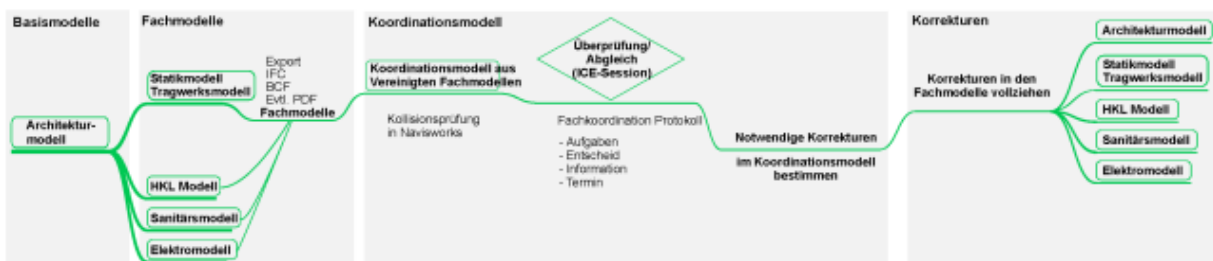 Basismodelle
Architektur-
modell
Fachmodelle
Statikmodell
Tragwerksmodell
Export
IFC
BCF
Evtl. PDF
Fachmodelle
HKL Modell
Sanitärsmodell
Elektromodell
Koordinationsmodell
Koordinationsmodell aus
Vereinigten Fachmodellen
Kollisionsprüfung
in Navisworks
Überprüfung/
Abgleich
(ICE-Session)
Fachkoordination Protokoll
- Aufgaben
- Entscheid
- Information
- Termin
Notwendige Korrekturen
im Koordinationsmodell
bestimmen
Korrekturen
Korrekturen in den
Fachmodelle vollziehen
Architekturmodell
Statikmodell
Tragwerksmodell
HKL Modell
Sanitärsmodell
Elektromodell